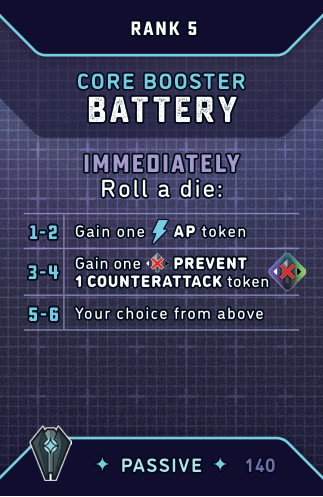 RANK 5
CORE BOOSTER
BATTERY
IMMEDIATELY
Roll a die:
1-2 Gain one AP token
3-4 Gain one PREVENT
1 COUNTERATTACK token
5-6 Your choice from above
PASSIVE 140